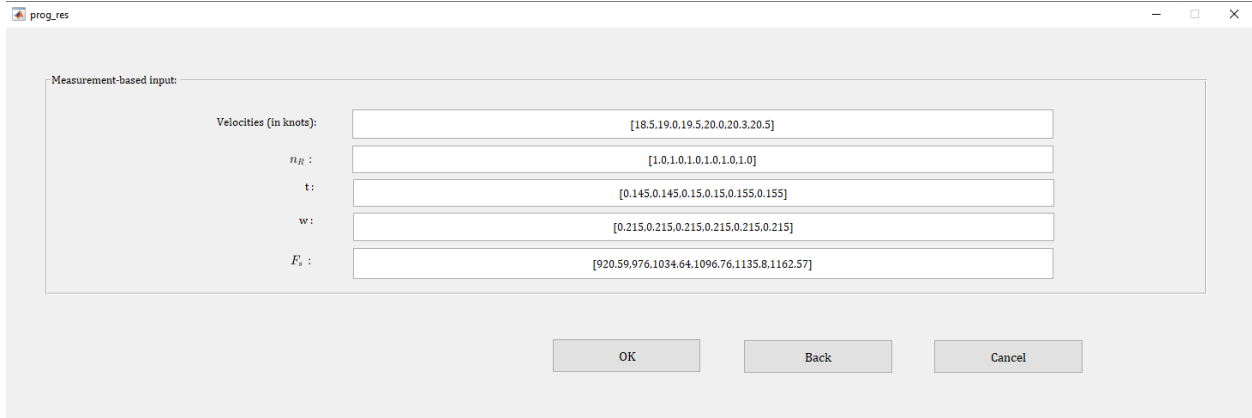 prog_res
Measurement-based input:
Velocities (in knots): [18.5,19.0,19.5,20.0,20.3,20.5]
n_R : [1.0,1.0,1.0,1.0,1.0,1.0]
t : [0.145,0.145,0.15,0.15,0.155,0.155]
w : [0.215,0.215,0.215,0.215,0.215,0.215]
F_s : [920.59,976,1034.64,1096.76,1135.8,1162.57]
OK Back Cancel